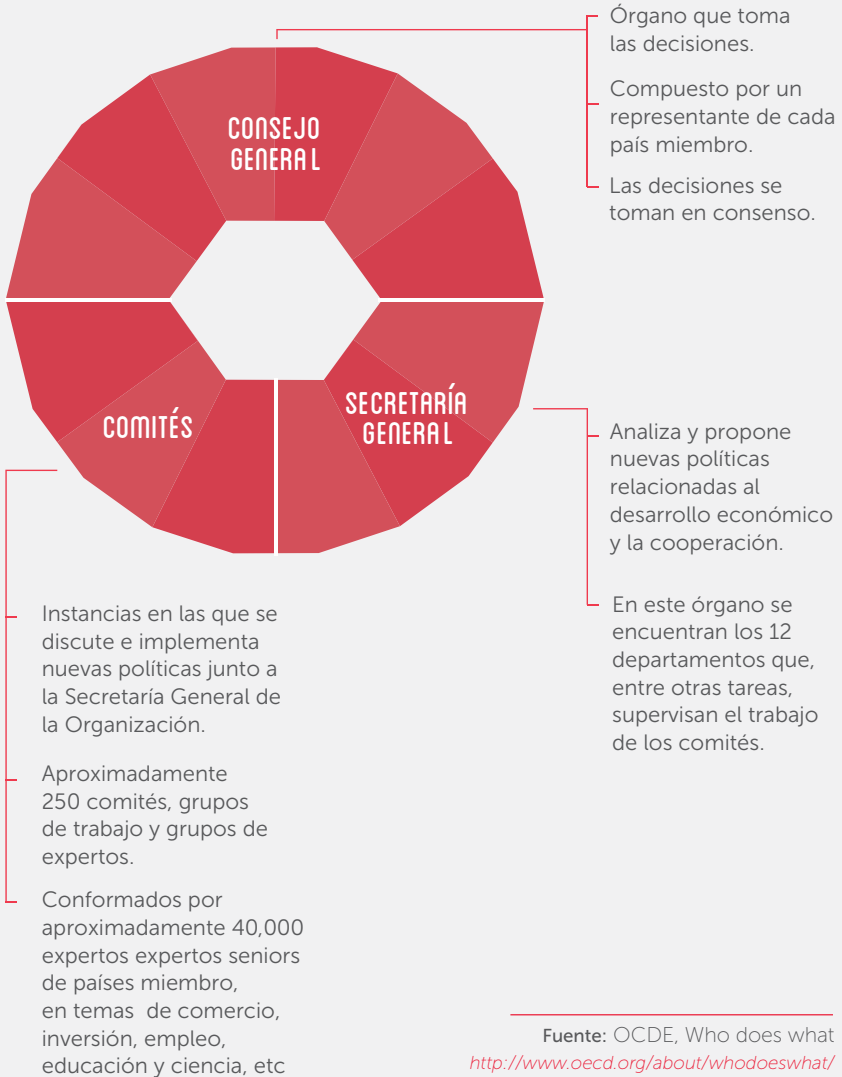 CONSEJO
GENERAL
Órgano que toma
las decisiones.
Compuesto por un
representante de cada
país miembro.
Las decisiones se
toman en consenso.
SECRETARÍA
GENERAL
Analiza y propone
nuevas políticas
relacionadas al
desarrollo económico
y la cooperación.
En este órgano se
encuentran los 12
departamentos que,
entre otras tareas,
supervisan el trabajo
de los comités.
COMITÉS
Instancias en las que se
discute e implementa
nuevas políticas junto a
la Secretaría General de
la Organización.
Aproximadamente
250 comités, grupos
de trabajo y grupos de
expertos.
Conformados por
aproximadamente 40,000
expertos expertos seniors
de países miembro,
en temas de comercio,
inversión, empleo,
educación y ciencia, etc
Fuente: OCDE, Who does what
http://www.oecd.org/about/whodoeswhat/